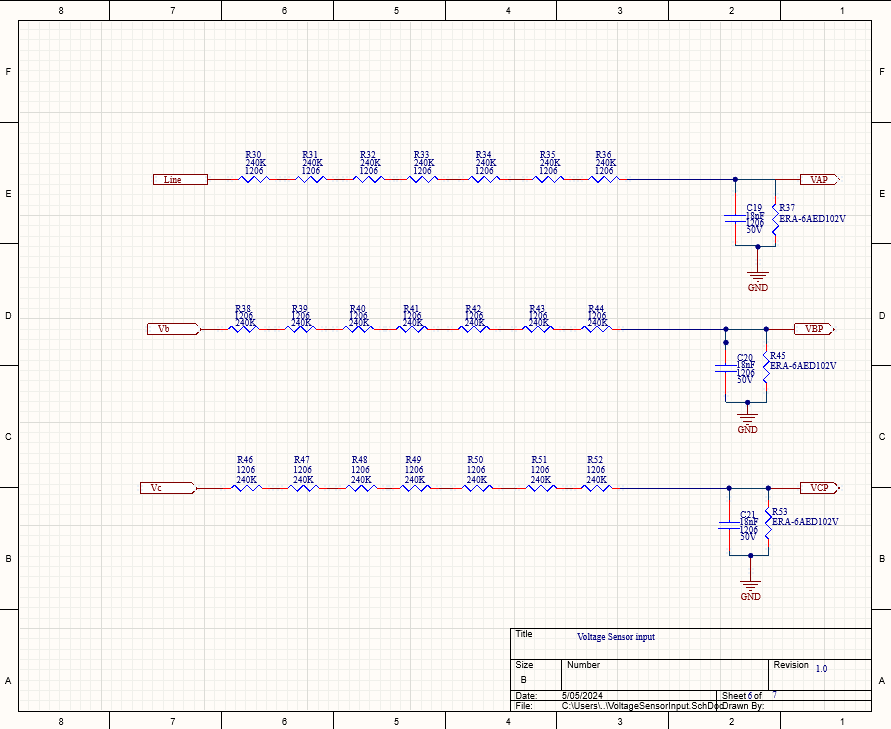 8 7 6 5 4 3 2 1
F F
R30 R31 R32 R33 R34 R35 R36
240K 240K 240K 240K 240K 240K 240K
1206 1206 1206 1206 1206 1206 1206
Line VAP
E E
C19 R37
18nF ERA-6AED102V
1206
50V
GND
R38 R39 R40 R41 R42 R43 R44
1206 1206 1206 1206 1206 1206 1206
240K 240K 240K 240K 240K 240K 240K
D D
Vb VBP
C20 R45
18nF ERA-6AED102V
1206
50V
GND
C C
R46 R47 R48 R49 R50 R51 R52
1206 1206 1206 1206 1206 1206 1206
240K 240K 240K 240K 240K 240K 240K
Vc VCP
C21 R53
18nF ERA-6AED102V
1206
50V
B B
GND
Title Voltage Sensor input
Size Number Revision 1.0
B
A A
Date: 5/05/2024 Sheet 6 of 7
File: C:\Users\..\VoltageSensorInput.SchDoc Drawn By:
8 7 6 5 4 3 2 1